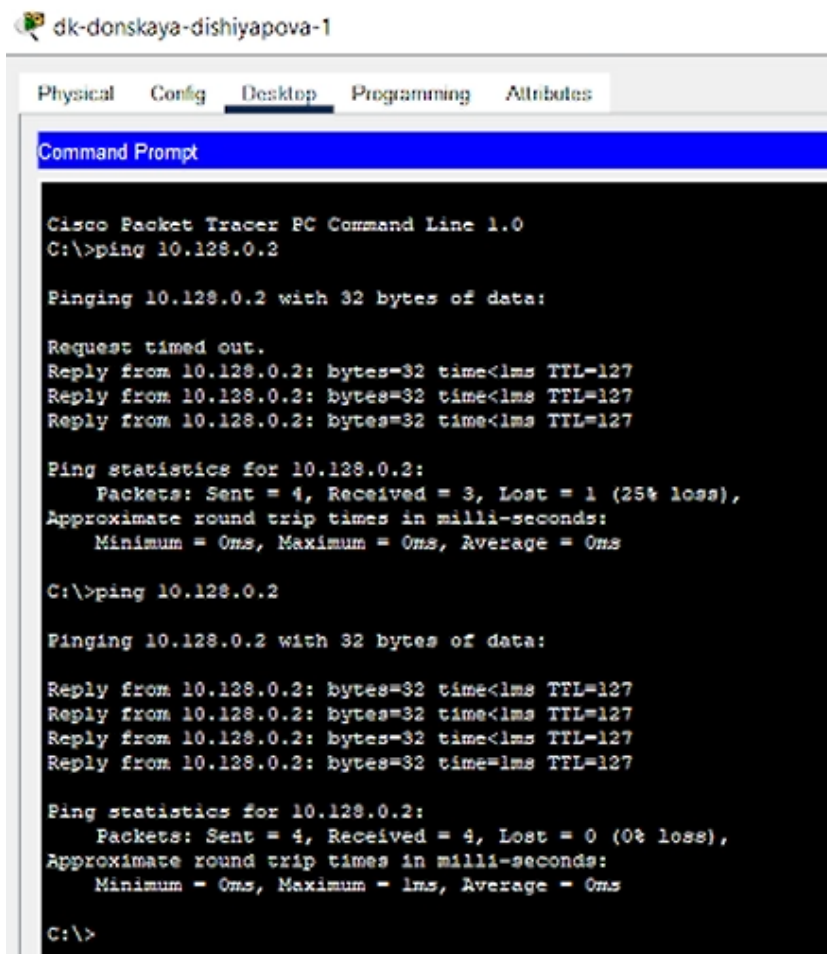 dk-donskaya-dishiyapova-1
Physical Config Desktop Programming Attributes
Command Prompt
Cisco Packet Tracer PC Command Line 1.0
C:\>ping 10.128.0.2
Pinging 10.128.0.2 with 32 bytes of data:
Request timed out.
Reply from 10.128.0.2: bytes=32 time<1ms TTL=127
Reply from 10.128.0.2: bytes=32 time<1ms TTL=127
Reply from 10.128.0.2: bytes=32 time<1ms TTL=127
Ping statistics for 10.128.0.2:
Packets: Sent = 4, Received = 3, Lost = 1 (25% loss),
Approximate round trip times in milli-seconds:
Minimum = 0ms, Maximum = 0ms, Average = 0ms
C:\>ping 10.128.0.2
Pinging 10.128.0.2 with 32 bytes of data:
Reply from 10.128.0.2: bytes=32 time<1ms TTL=127
Reply from 10.128.0.2: bytes=32 time<1ms TTL=127
Reply from 10.128.0.2: bytes=32 time<1ms TTL=127
Reply from 10.128.0.2: bytes=32 time=1ms TTL=127
Ping statistics for 10.128.0.2:
Packets: Sent = 4, Received = 4, Lost = 0 (0% loss),
Approximate round trip times in milli-seconds:
Minimum = 0ms, Maximum = 1ms, Average = 0ms
C:\>